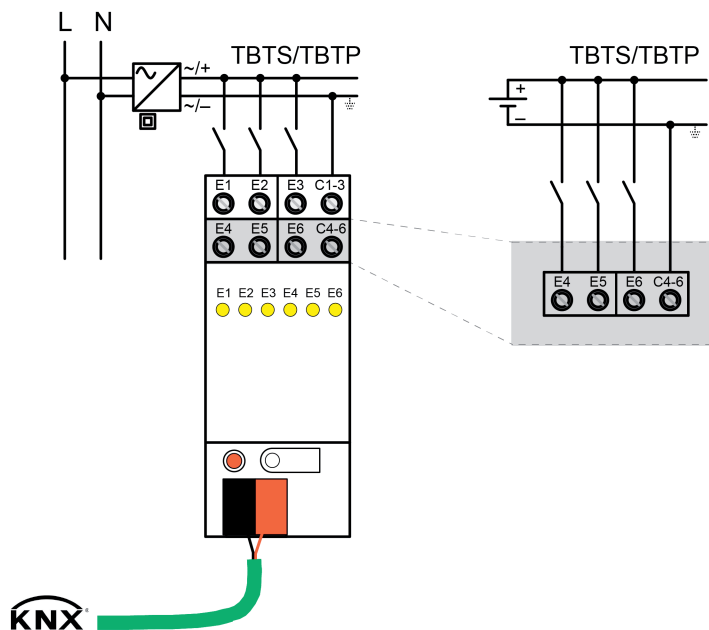 L N
TBTS/TBTP
~/+
~/–
E1 E2 E3 C1-3
E4 E5 E6 C4-6
E1 E2 E3 E4 E5 E6
KNX®
TBTS/TBTP
+
–
E4 E5 E6 C4-6